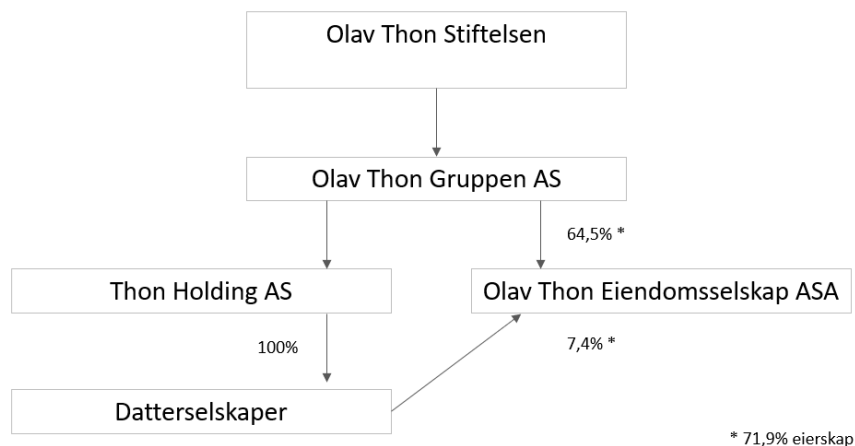 Olav Thon Stiftelsen
Olav Thon Gruppen AS
64,5% *
Thon Holding AS
Olav Thon Eiendomsselskap ASA
100%
7,4% *
Datterselskaper
* 71,9% eierskap